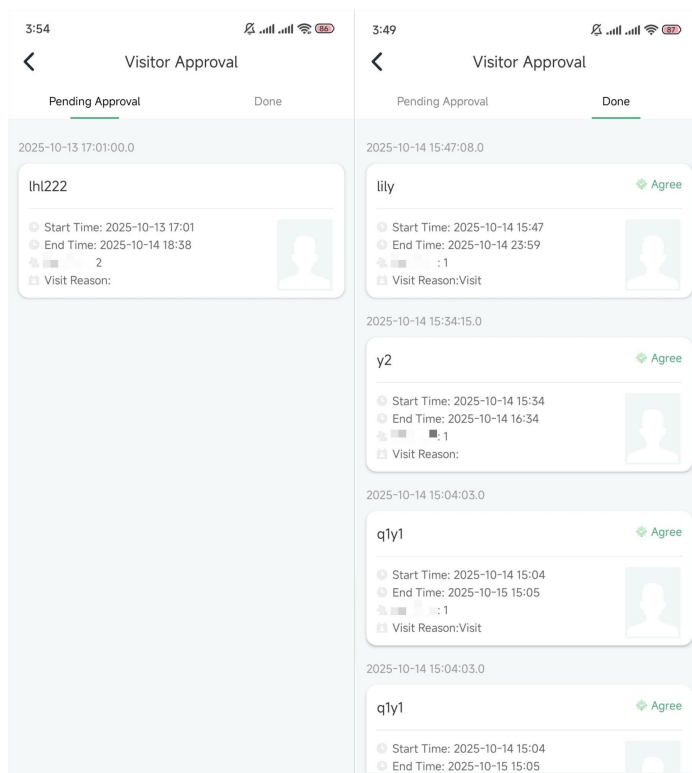 3:54
86
Visitor Approval
Pending Approval
Done
2025-10-13 17:01:00.0
lhl222
Start Time: 2025-10-13 17:01
End Time: 2025-10-14 18:38
2
Visit Reason:
3:49
87
Visitor Approval
Pending Approval
Done
2025-10-14 15:47:08.0
lily
Agree
Start Time: 2025-10-14 15:47
End Time: 2025-10-14 23:59
: 1
Visit Reason:Visit
2025-10-14 15:34:15.0
y2
Agree
Start Time: 2025-10-14 15:34
End Time: 2025-10-14 16:34
: 1
Visit Reason:
2025-10-14 15:04:03.0
q1y1
Agree
Start Time: 2025-10-14 15:04
End Time: 2025-10-15 15:05
: 1
Visit Reason:Visit
2025-10-14 15:04:03.0
q1y1
Agree
Start Time: 2025-10-14 15:04
End Time: 2025-10-15 15:05